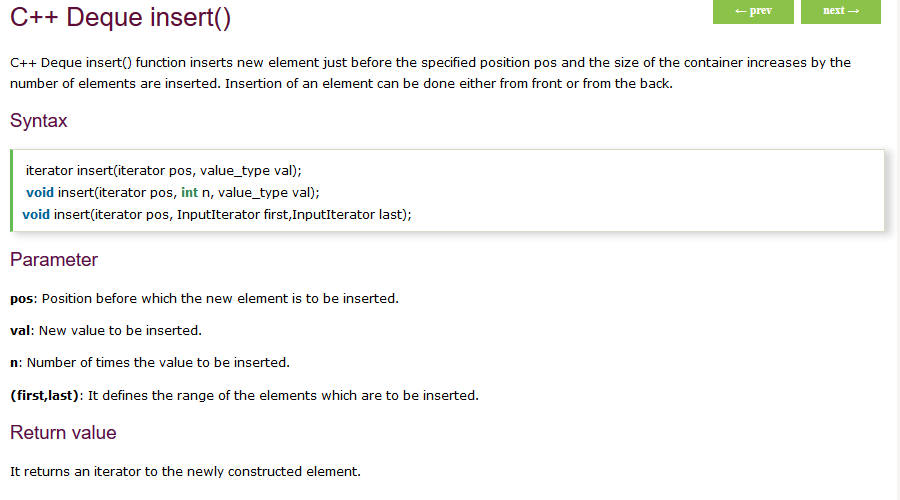 C++ Deque insert()
← prev
next →
C++ Deque insert() function inserts new element just before the specified position pos and the size of the container increases by the
number of elements are inserted. Insertion of an element can be done either from front or from the back.
Syntax
iterator insert(iterator pos, value_type val);
void insert(iterator pos, int n, value_type val);
void insert(iterator pos, InputIterator first,InputIterator last);
Parameter
pos: Position before which the new element is to be inserted.
val: New value to be inserted.
n: Number of times the value to be inserted.
(first,last): It defines the range of the elements which are to be inserted.
Return value
It returns an iterator to the newly constructed element.